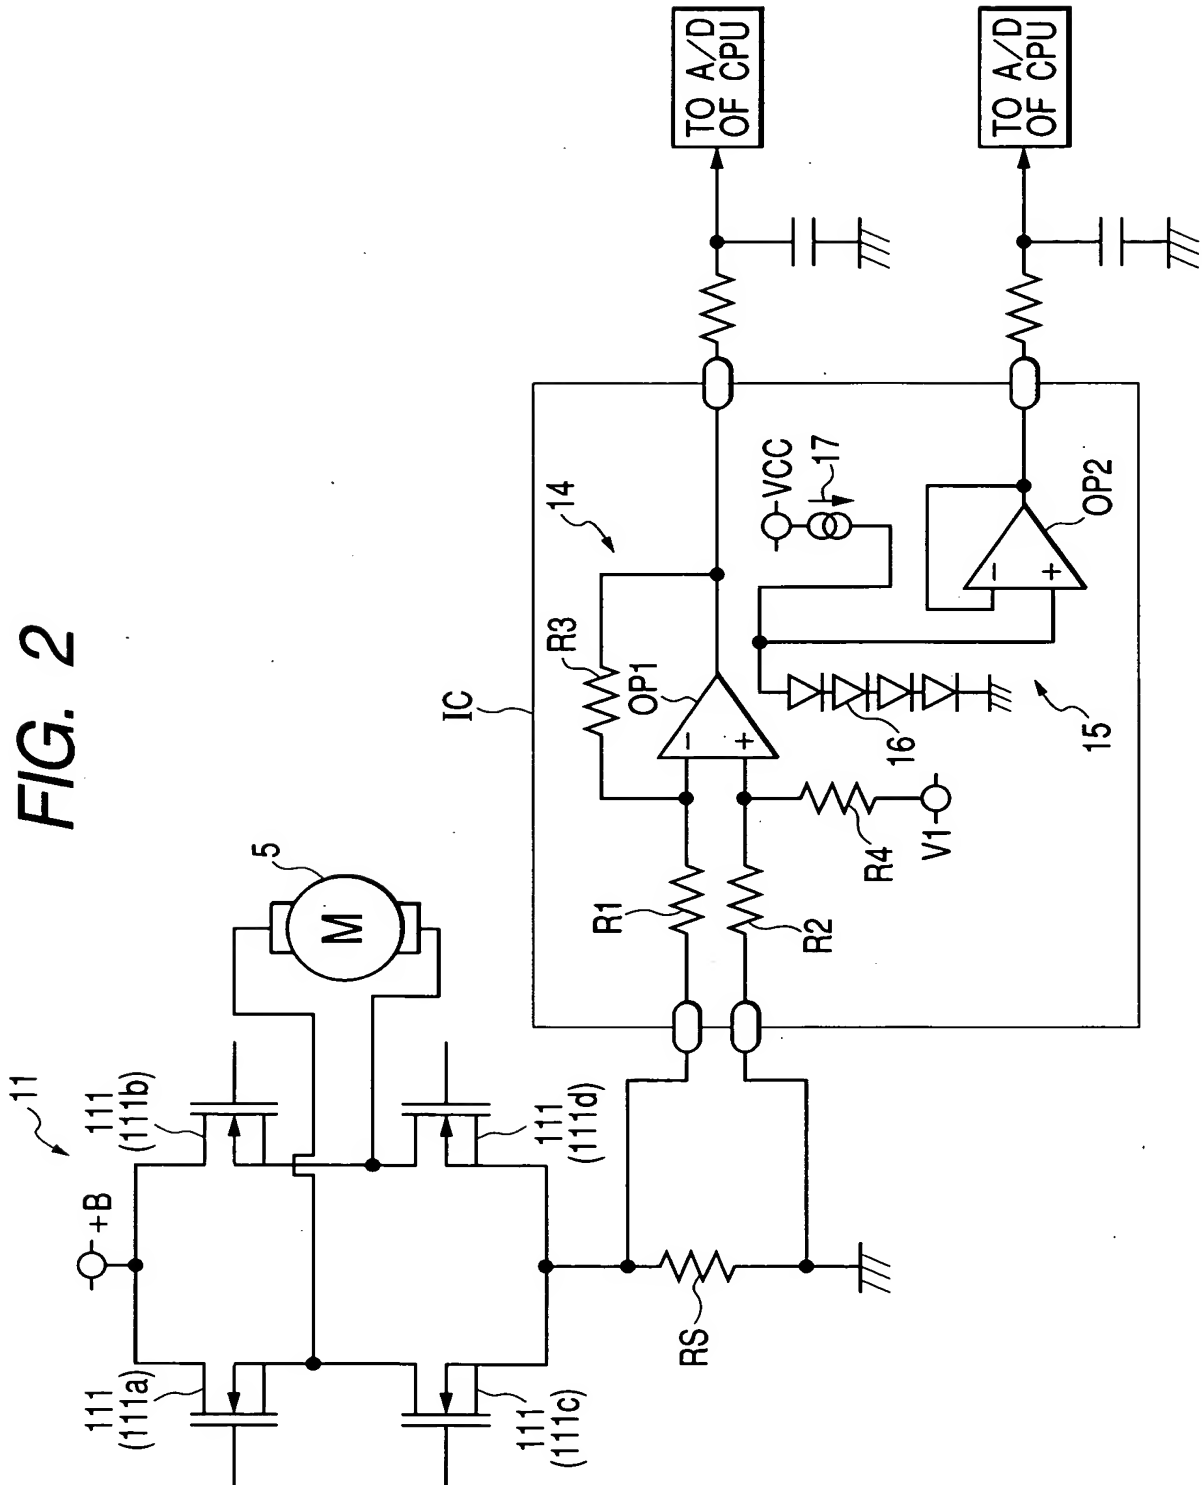 FIG. 2
11
+B
111
(111a)
111
(111b)
111
(111c)
111
(111d)
5
M
RS
IC
R1
R2
R3
R4
V1
OP1
-
+
14
VCC
17
16
15
OP2
-
+
TO A/D
OF CPU
TO A/D
OF CPU